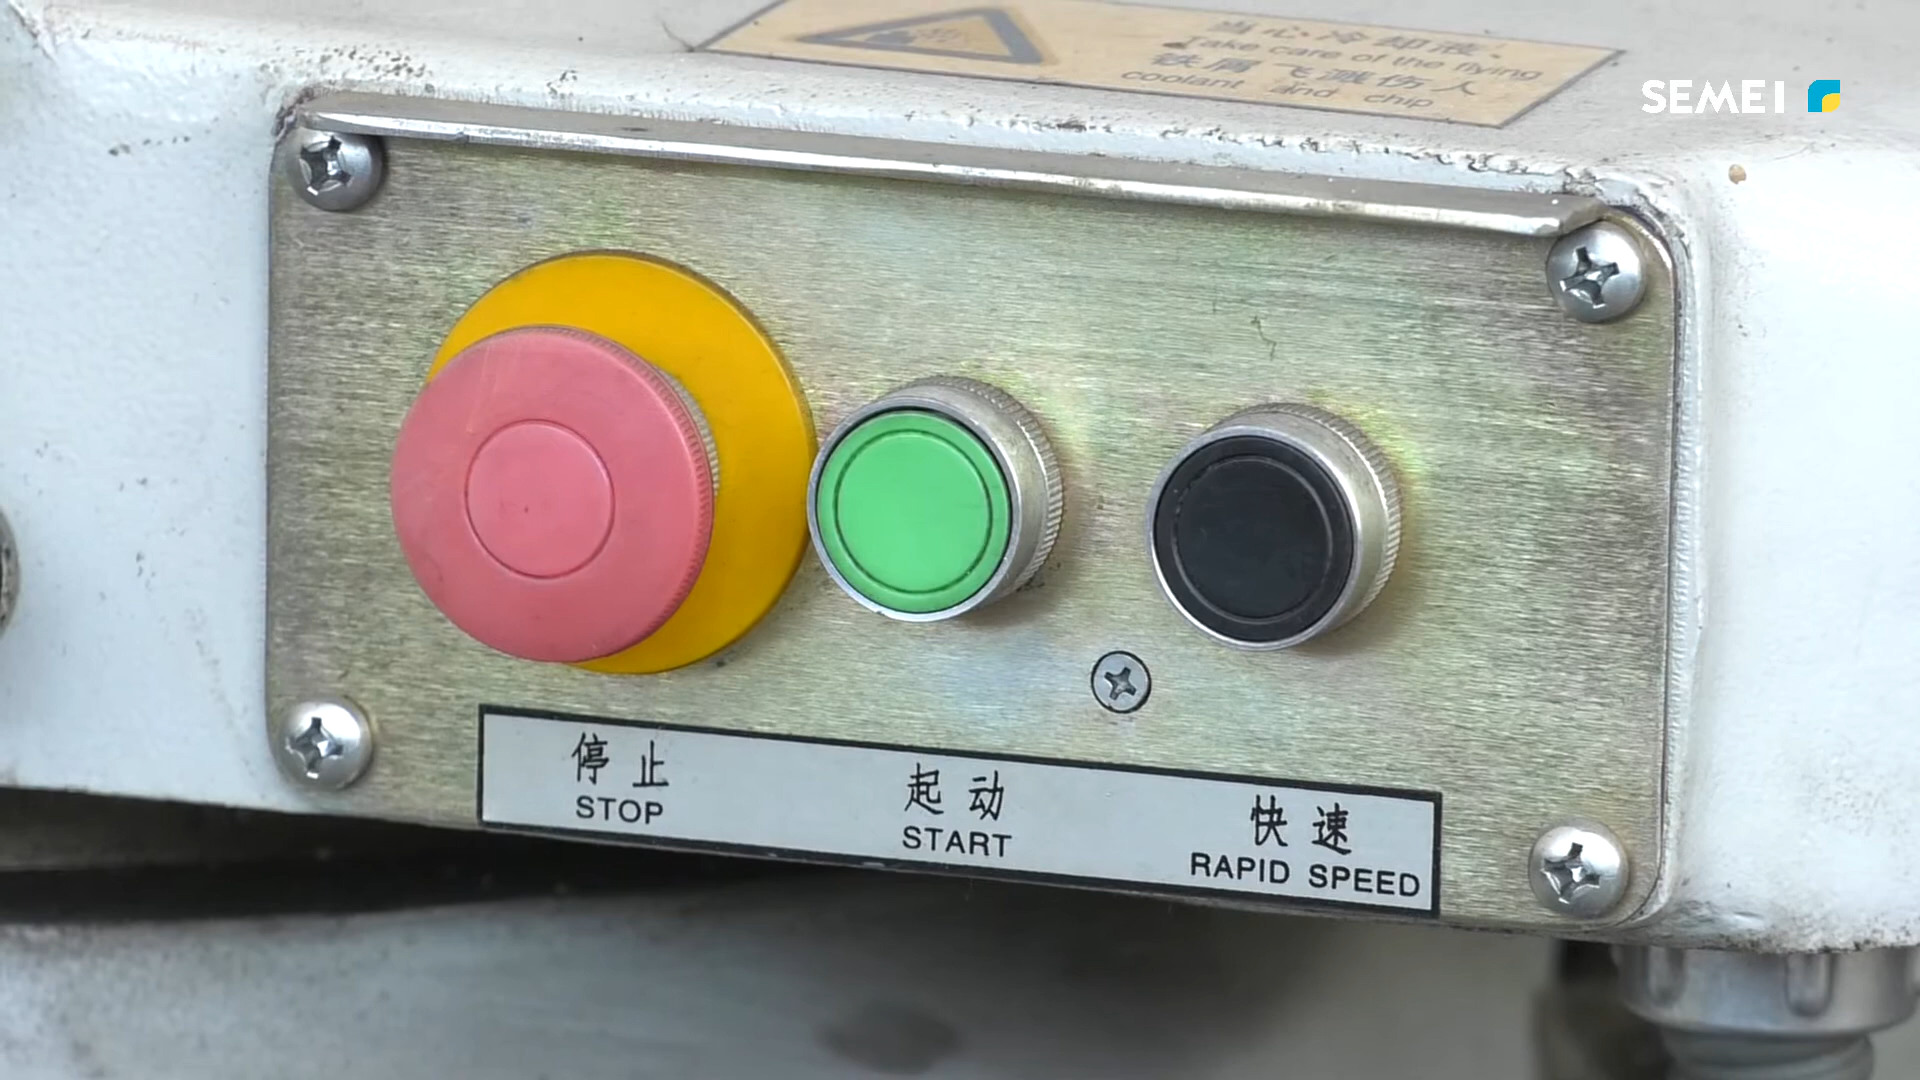 当心冷却液、
Take care of the flying
铁屑飞溅伤人
coolant and chip
SEMEI
停止
STOP
起动
START
快速
RAPID SPEED